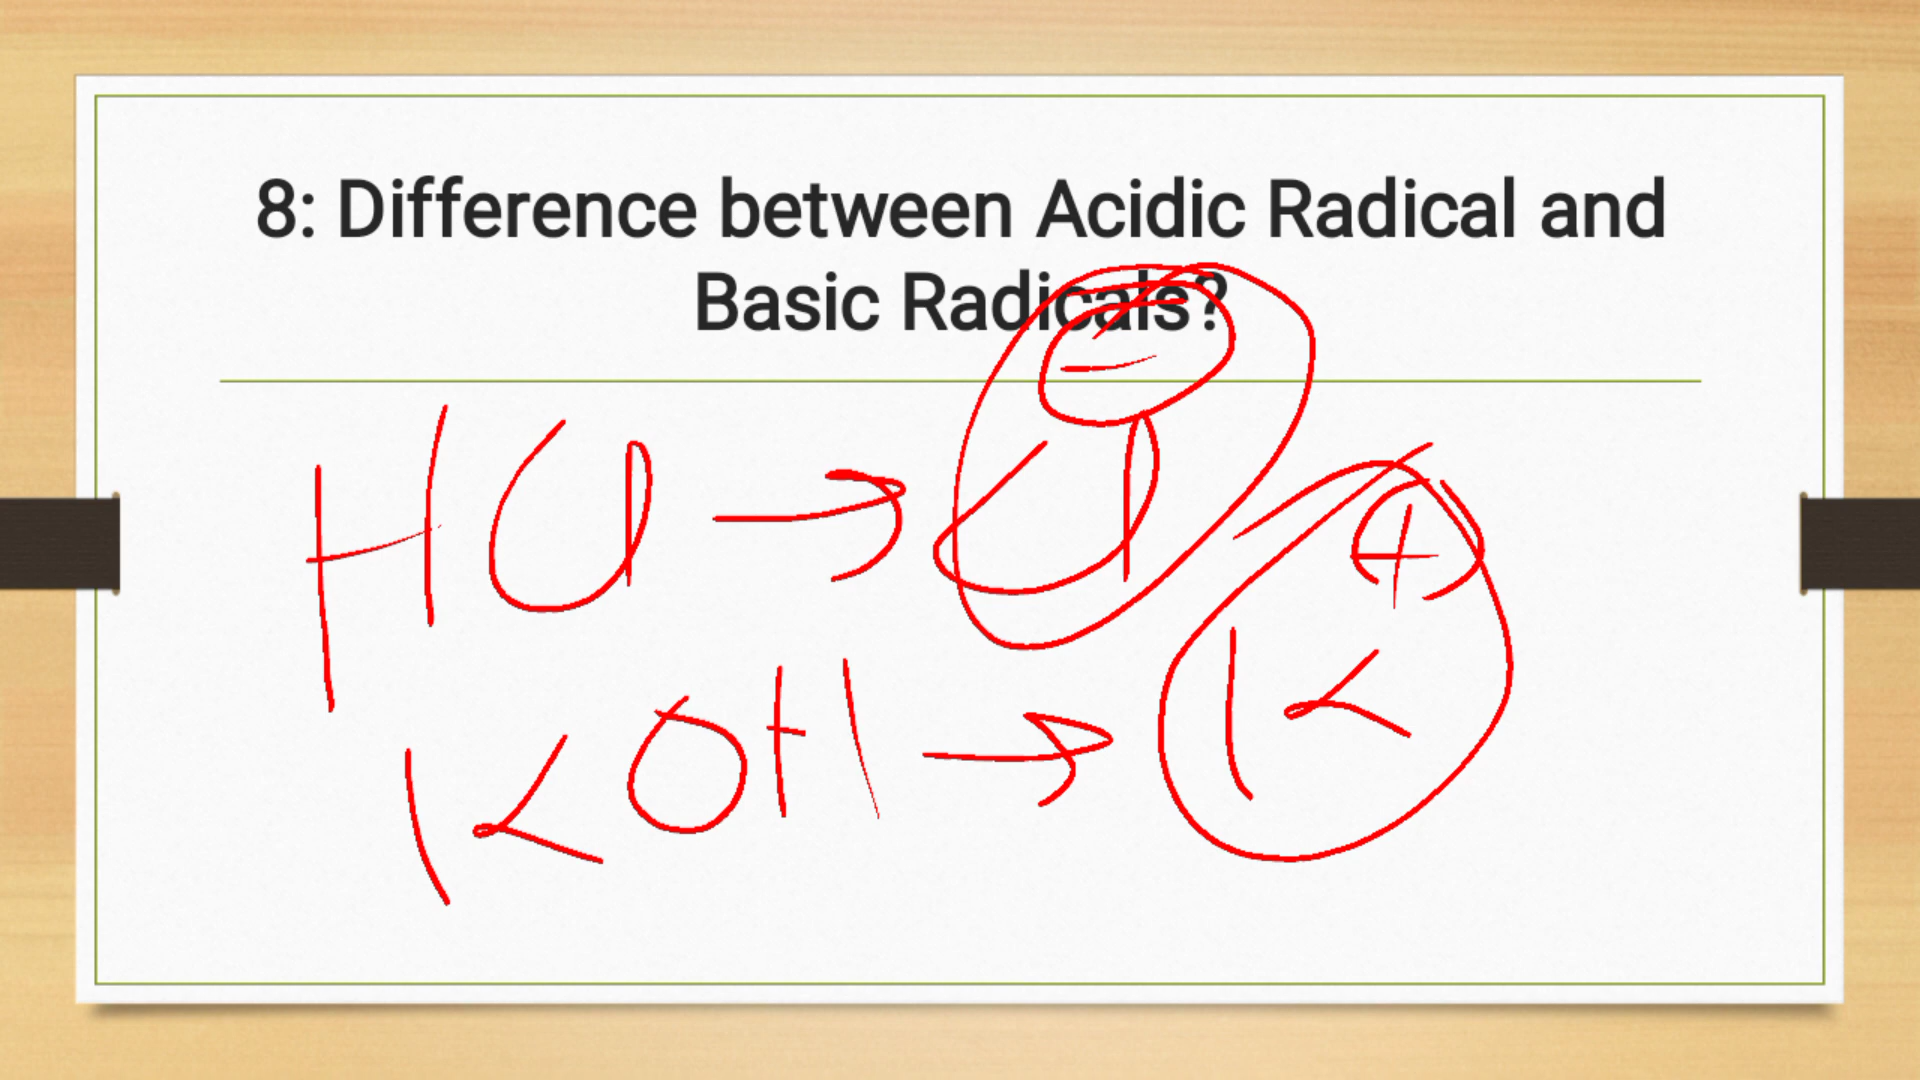 8: Difference between Acidic Radical and
Basic Radicals?
HCl → Cl⊖
KOH → K⊕